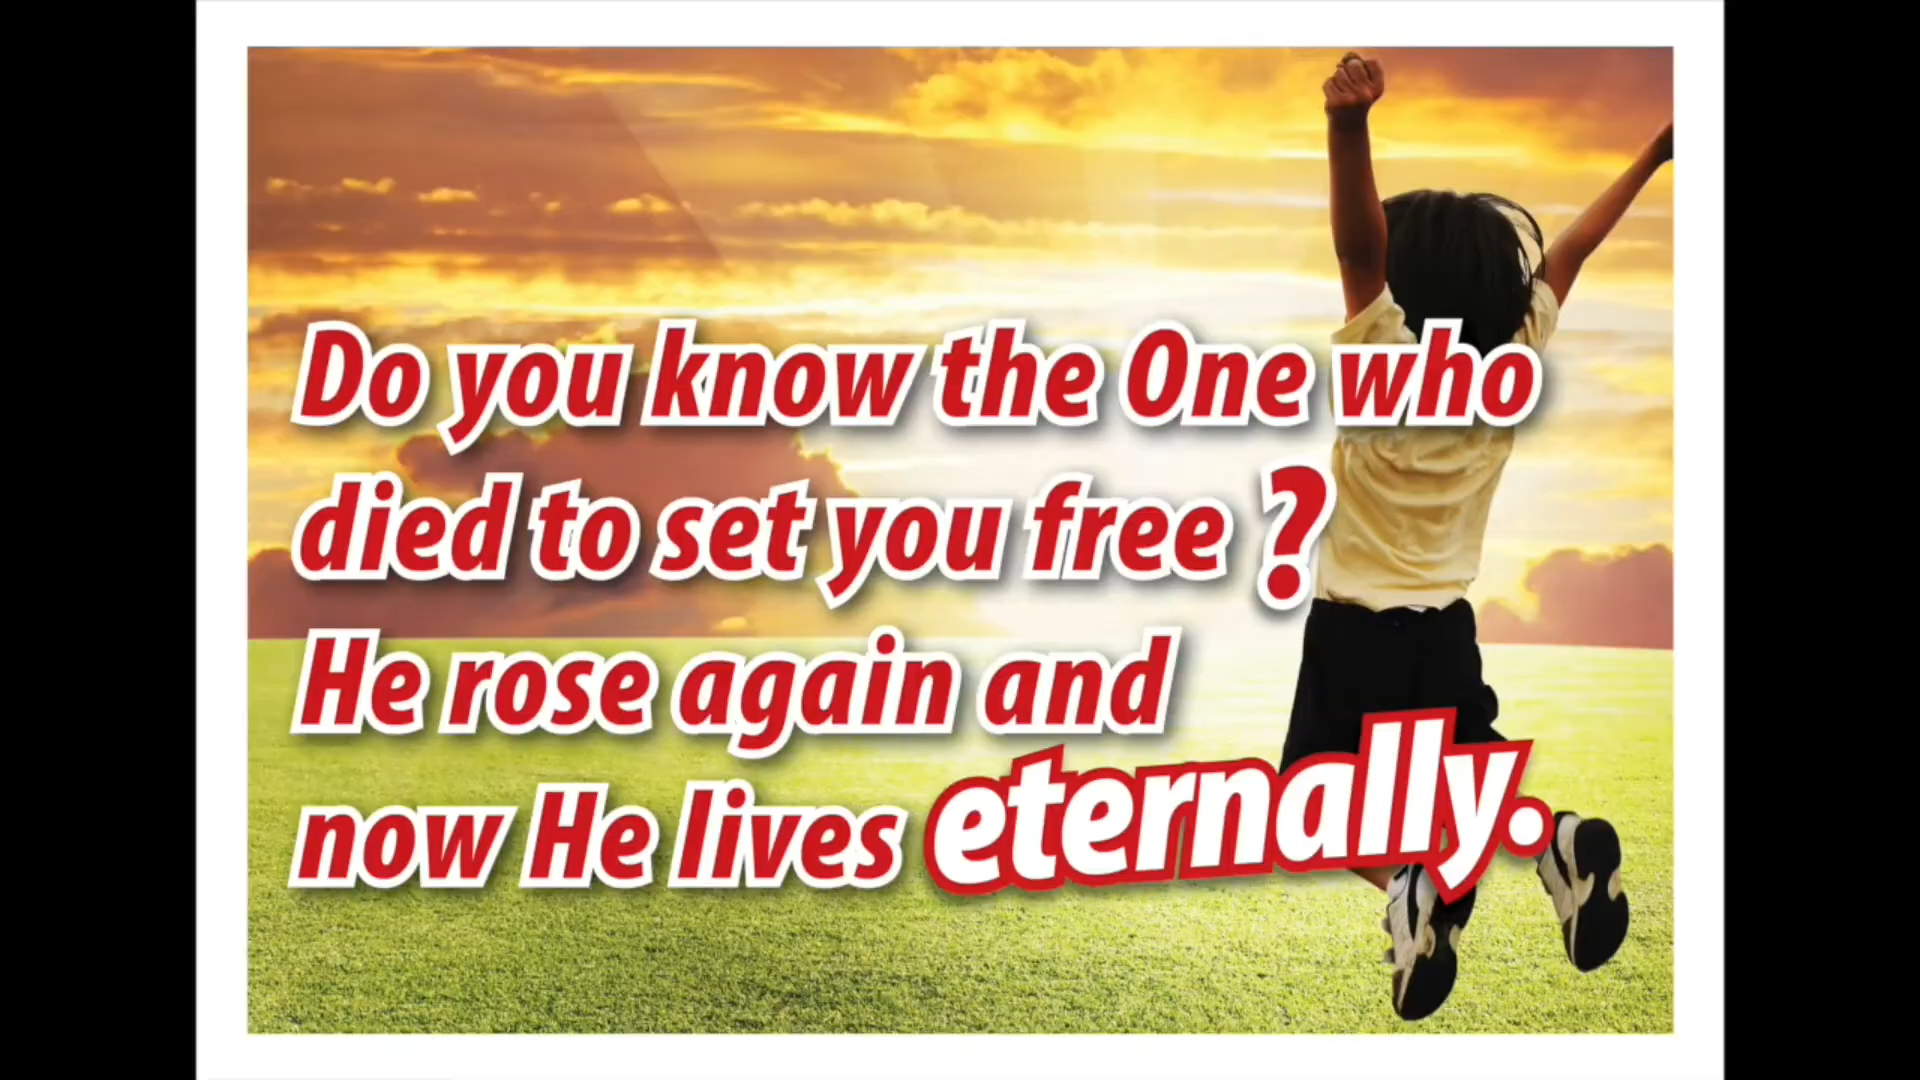 Do you know the One who
died to set you free ?
He rose again and
now He lives eternally.